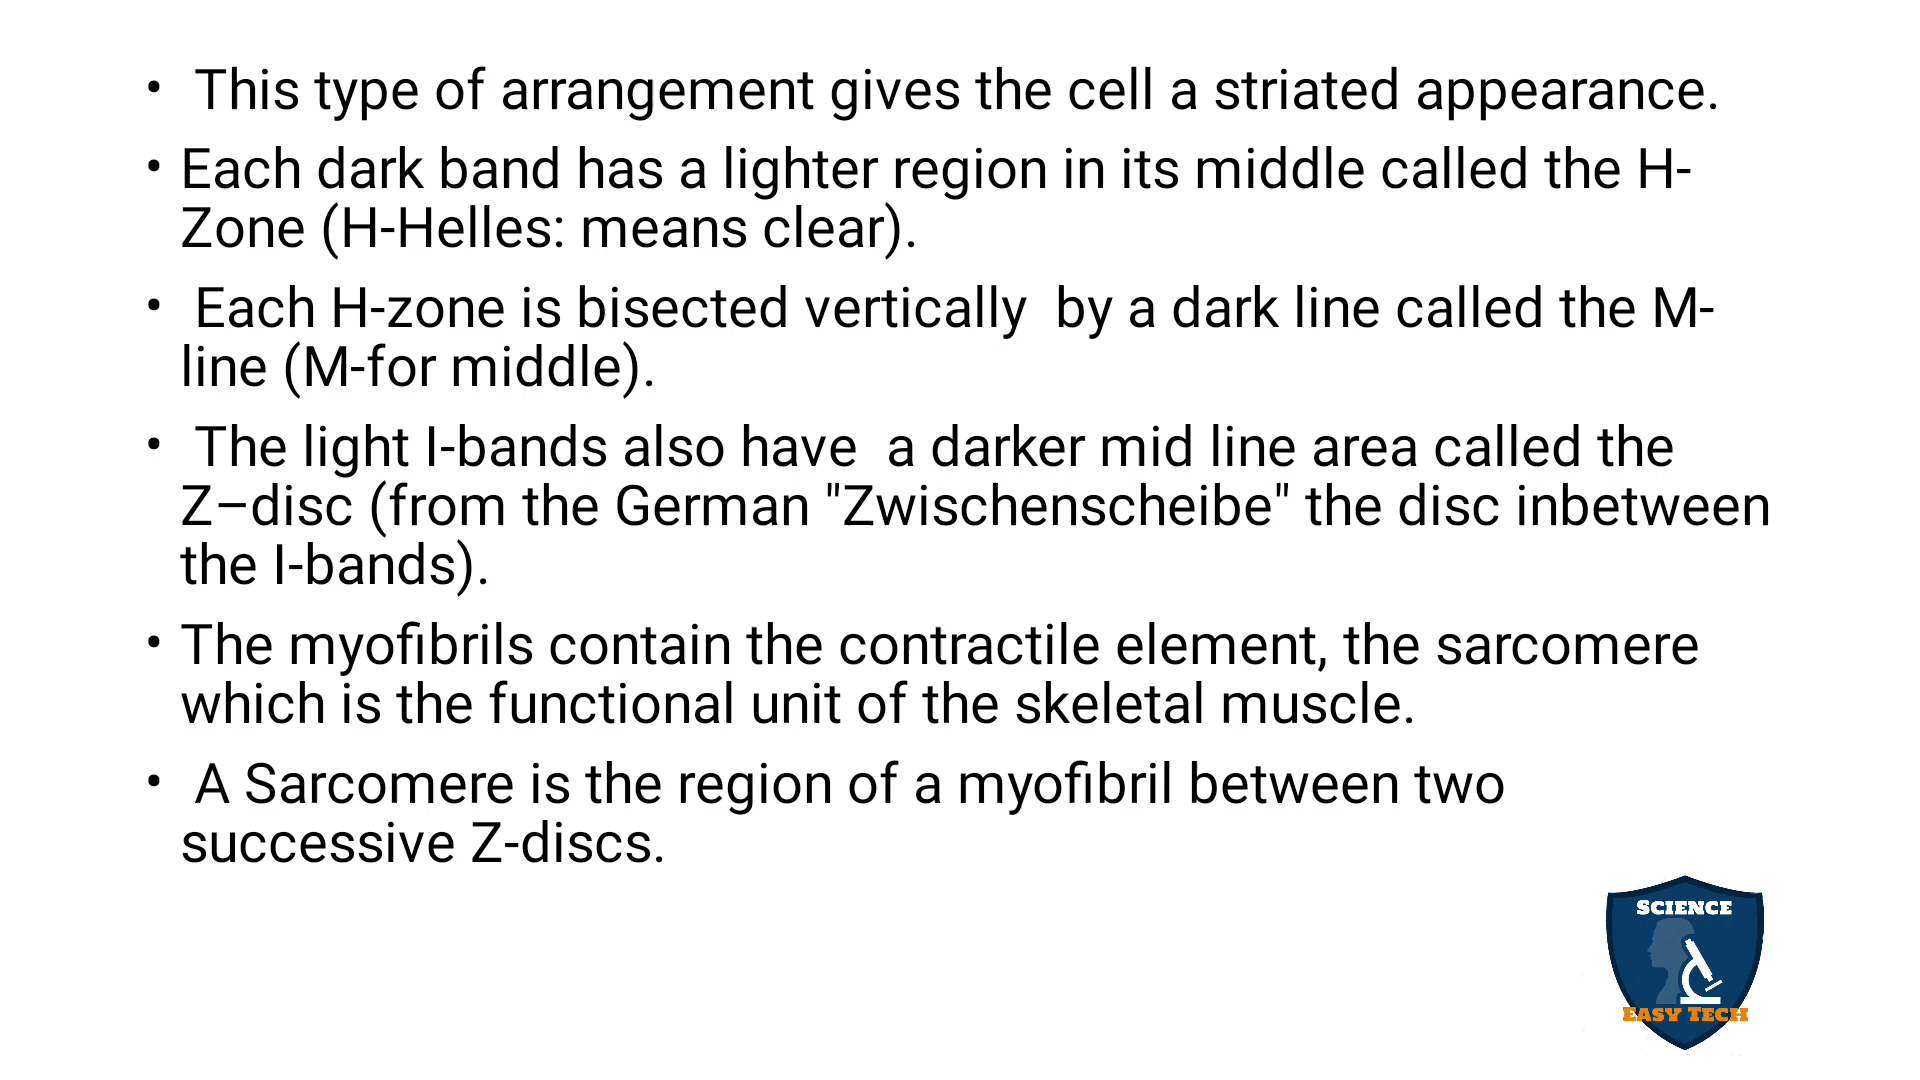 • This type of arrangement gives the cell a striated appearance.
• Each dark band has a lighter region in its middle called the H-
Zone (H-Helles: means clear).
• Each H-zone is bisected vertically  by a dark line called the M-
line (M-for middle).
• The light I-bands also have  a darker mid line area called the
Z–disc (from the German "Zwischenscheibe" the disc inbetween
the I-bands).
• The myofibrils contain the contractile element, the sarcomere
which is the functional unit of the skeletal muscle.
• A Sarcomere is the region of a myofibril between two
successive Z-discs.
SCIENCE
EASY TECH